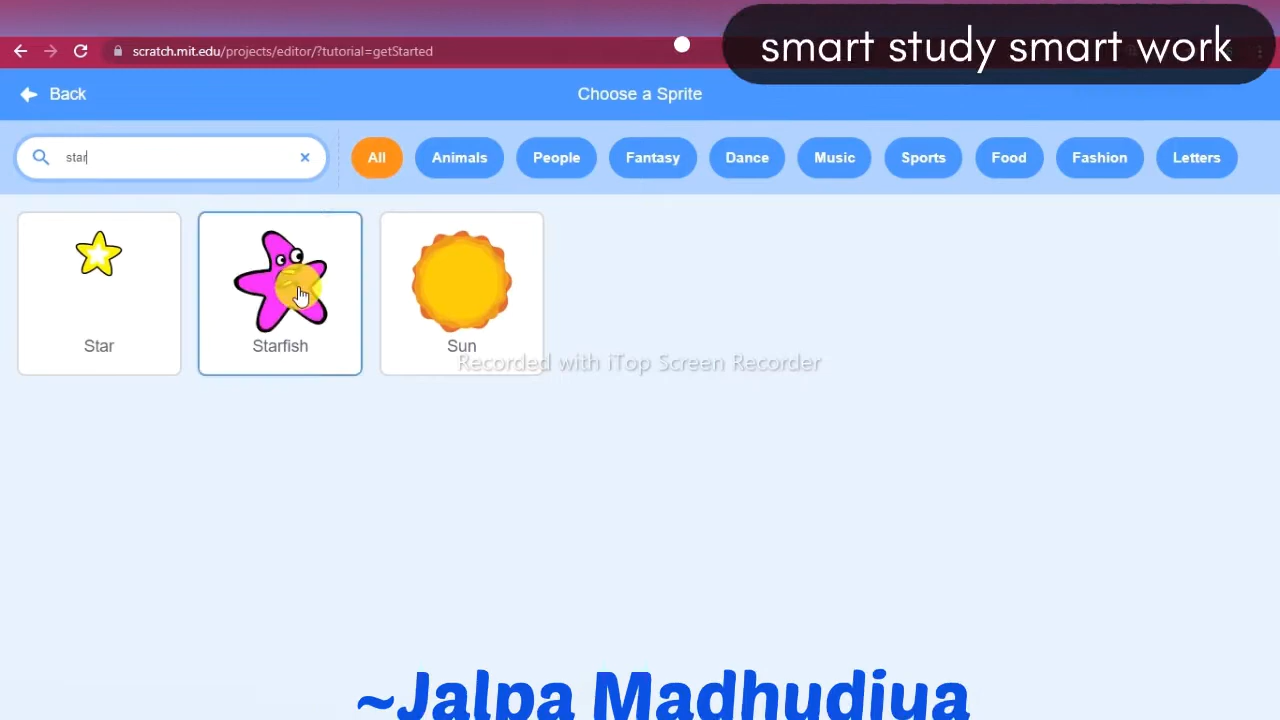 smart study smart work
scratch.mit.edu/projects/editor/?tutorial=getStarted
Back
Choose a Sprite
star
All
Animals
People
Fantasy
Dance
Music
Sports
Food
Fashion
Letters
Star
Starfish
Sun
Recorded with iTop Screen Recorder
~Jalpa Madhudiya